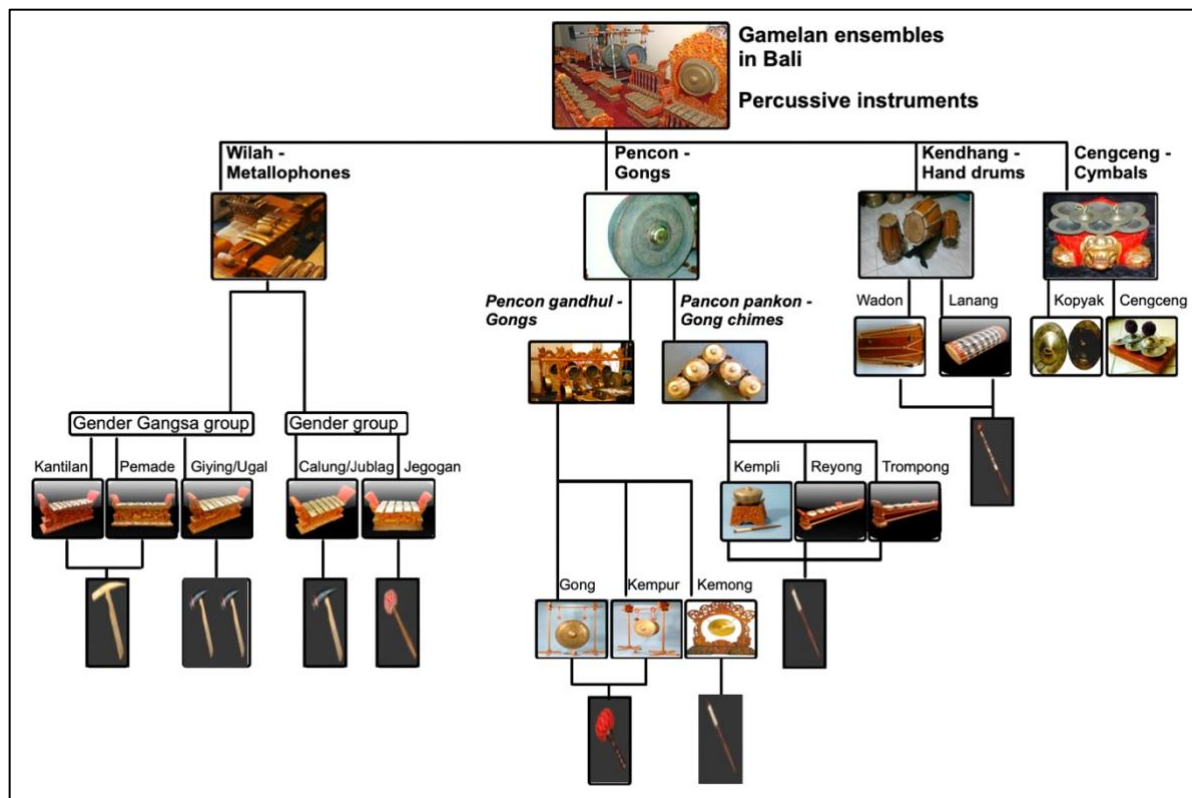 Gamelan ensembles
in Bali
Percussive instruments
Wilah -
Metallophones
Pencon -
Gongs
Kendhang -
Hand drums
Cengceng -
Cymbals
Pencon gandhul -
Gongs
Pancon pankon -
Gong chimes
Wadon
Lanang
Kopyak
Cengceng
Gender Gangsa group
Gender group
Kantilan
Pemade
Giying/Ugal
Calung/Jublag
Jegogan
Kempli
Reyong
Trompong
Gong
Kempur
Kemong